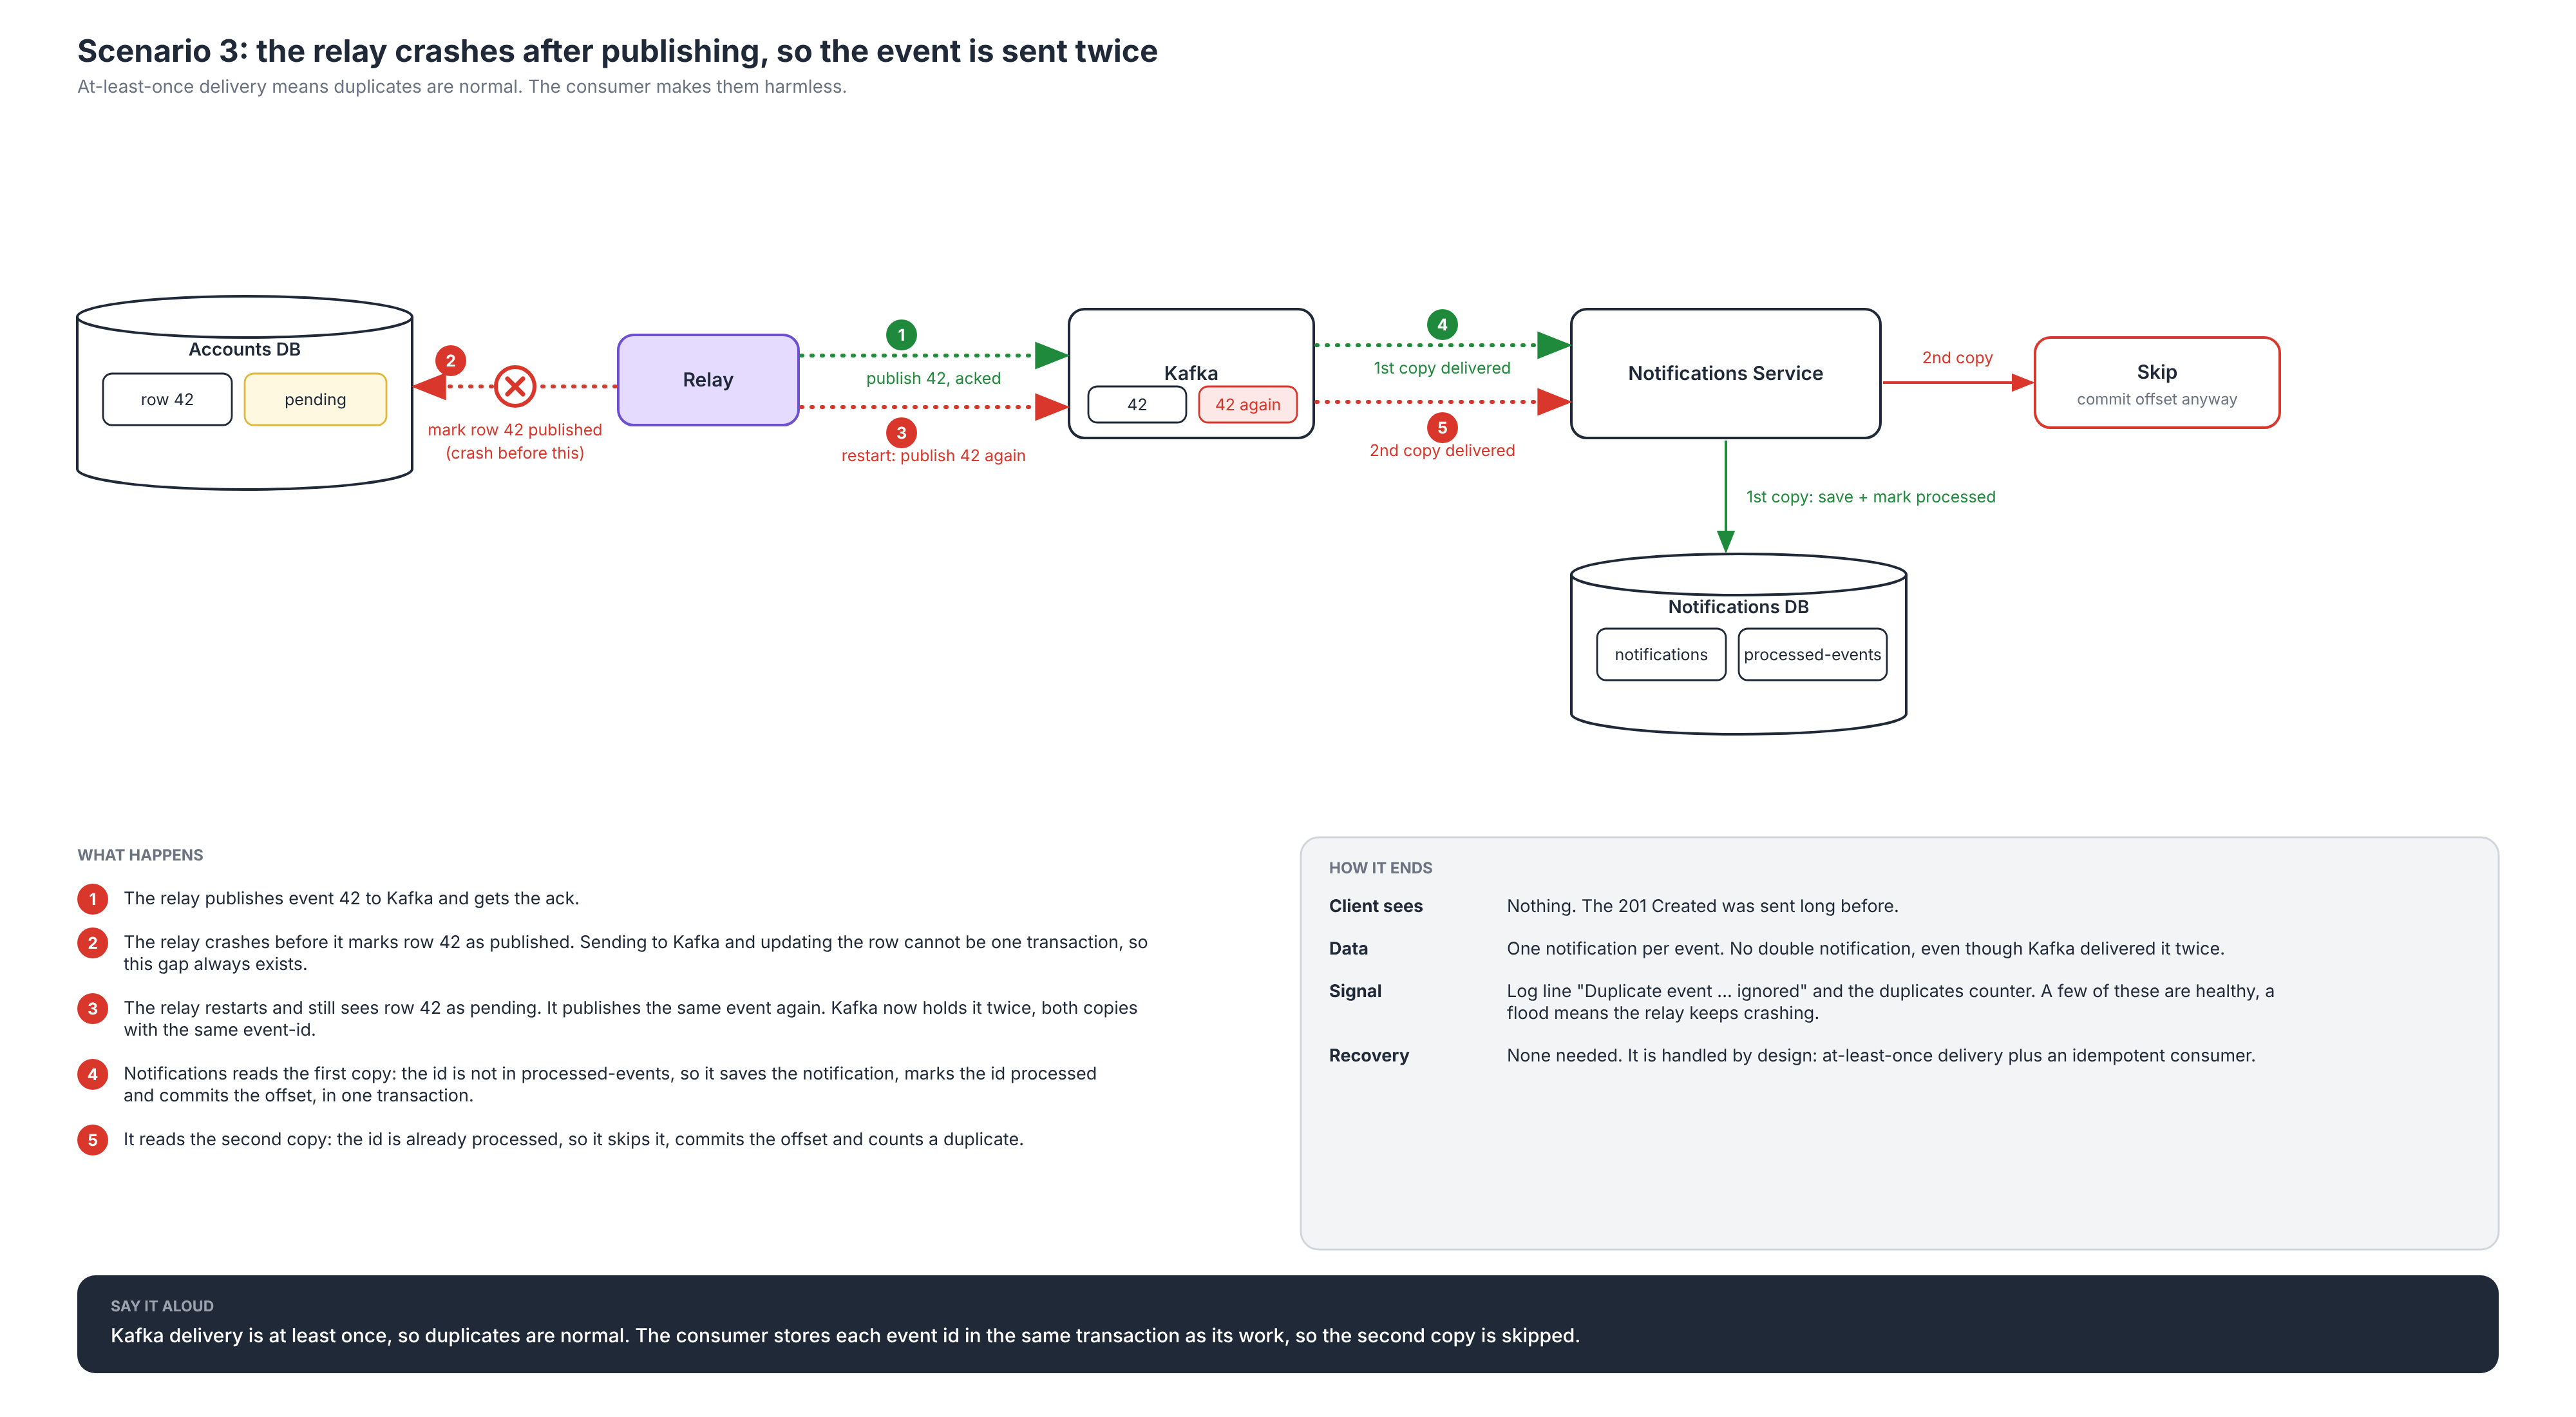 Scenario 3: the relay crashes after publishing, so the event is sent twice
At-least-once delivery means duplicates are normal. The consumer makes them harmless.
Accounts DB
row 42
pending
2
mark row 42 published
(crash before this)
Relay
1
publish 42, acked
3
restart: publish 42 again
Kafka
42
42 again
4
1st copy delivered
5
2nd copy delivered
Notifications Service
2nd copy
Skip
commit offset anyway
1st copy: save + mark processed
Notifications DB
notifications
processed-events
WHAT HAPPENS
1 The relay publishes event 42 to Kafka and gets the ack.
2 The relay crashes before it marks row 42 as published. Sending to Kafka and updating the row cannot be one transaction, so
this gap always exists.
3 The relay restarts and still sees row 42 as pending. It publishes the same event again. Kafka now holds it twice, both copies
with the same event-id.
4 Notifications reads the first copy: the id is not in processed-events, so it saves the notification, marks the id processed
and commits the offset, in one transaction.
5 It reads the second copy: the id is already processed, so it skips it, commits the offset and counts a duplicate.
HOW IT ENDS
Client sees Nothing. The 201 Created was sent long before.
Data One notification per event. No double notification, even though Kafka delivered it twice.
Signal Log line "Duplicate event ... ignored" and the duplicates counter. A few of these are healthy, a
flood means the relay keeps crashing.
Recovery None needed. It is handled by design: at-least-once delivery plus an idempotent consumer.
SAY IT ALOUD
Kafka delivery is at least once, so duplicates are normal. The consumer stores each event id in the same transaction as its work, so the second copy is skipped.